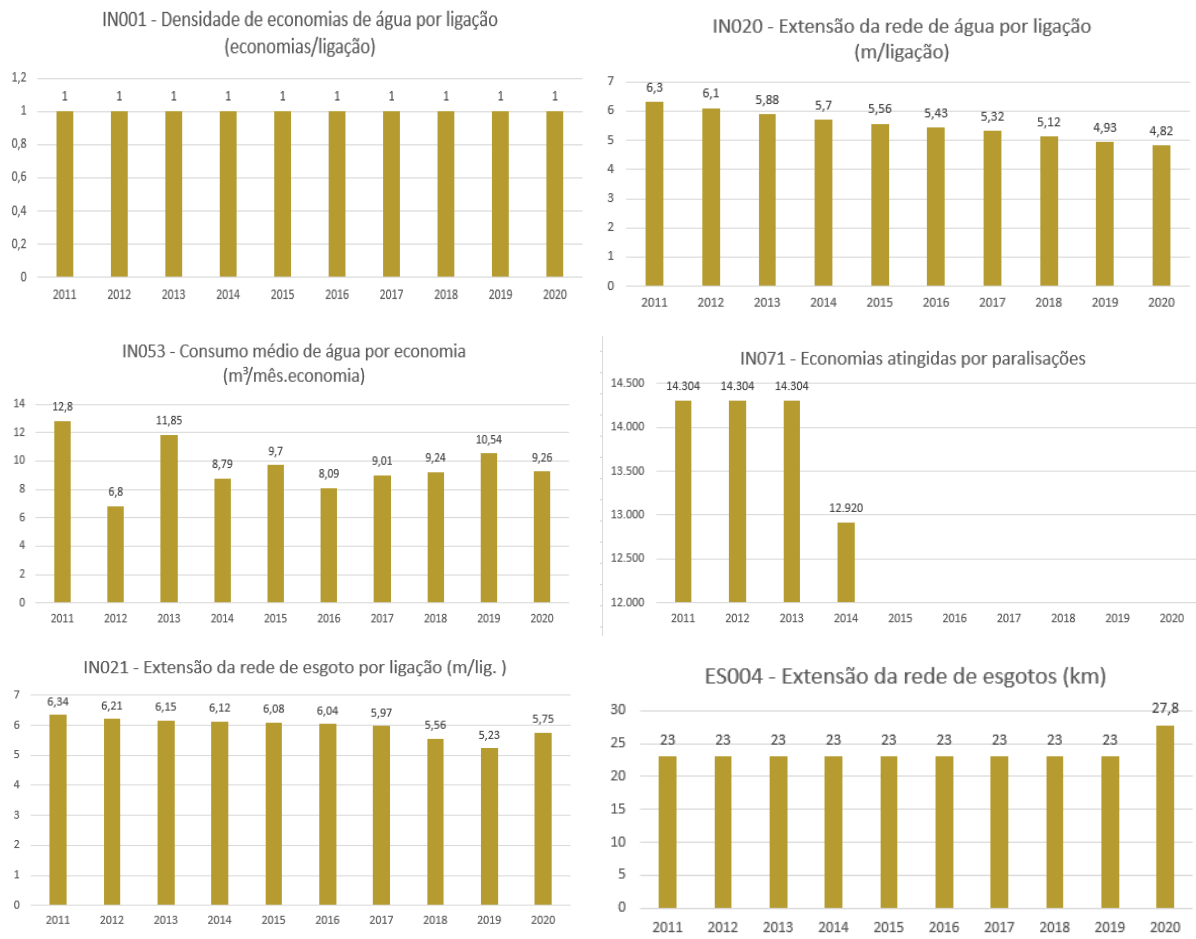 IN001 - Densidade de economias de água por ligação
(economias/ligação)
1,2
1 1 1 1 1 1 1 1 1 1
1
0,8
0,6
0,4
0,2
0
2011 2012 2013 2014 2015 2016 2017 2018 2019 2020
IN020 - Extensão da rede de água por ligação
(m/ligação)
7
6,3 6,1 5,88 5,7 5,56 5,43 5,32 5,12 4,93 4,82
6
5
4
3
2
1
0
2011 2012 2013 2014 2015 2016 2017 2018 2019 2020
IN053 - Consumo médio de água por economia
(m³/mês.economia)
14
12,8 6,8 11,85 8,79 9,7 8,09 9,01 9,24 10,54 9,26
12
10
8
6
4
2
0
2011 2012 2013 2014 2015 2016 2017 2018 2019 2020
IN071 - Economias atingidas por paralisações
14.500
14.304 14.304 14.304 12.920
14.000
13.500
13.000
12.500
12.000
2011 2012 2013 2014 2015 2016 2017 2018 2019 2020
IN021 - Extensão da rede de esgoto por ligação (m/lig. )
7
6,34 6,21 6,15 6,12 6,08 6,04 5,97 5,56 5,23 5,75
6
5
4
3
2
1
0
2011 2012 2013 2014 2015 2016 2017 2018 2019 2020
ES004 - Extensão da rede de esgotos (km)
30
23 23 23 23 23 23 23 23 23 27,8
25
20
15
10
5
0
2011 2012 2013 2014 2015 2016 2017 2018 2019 2020